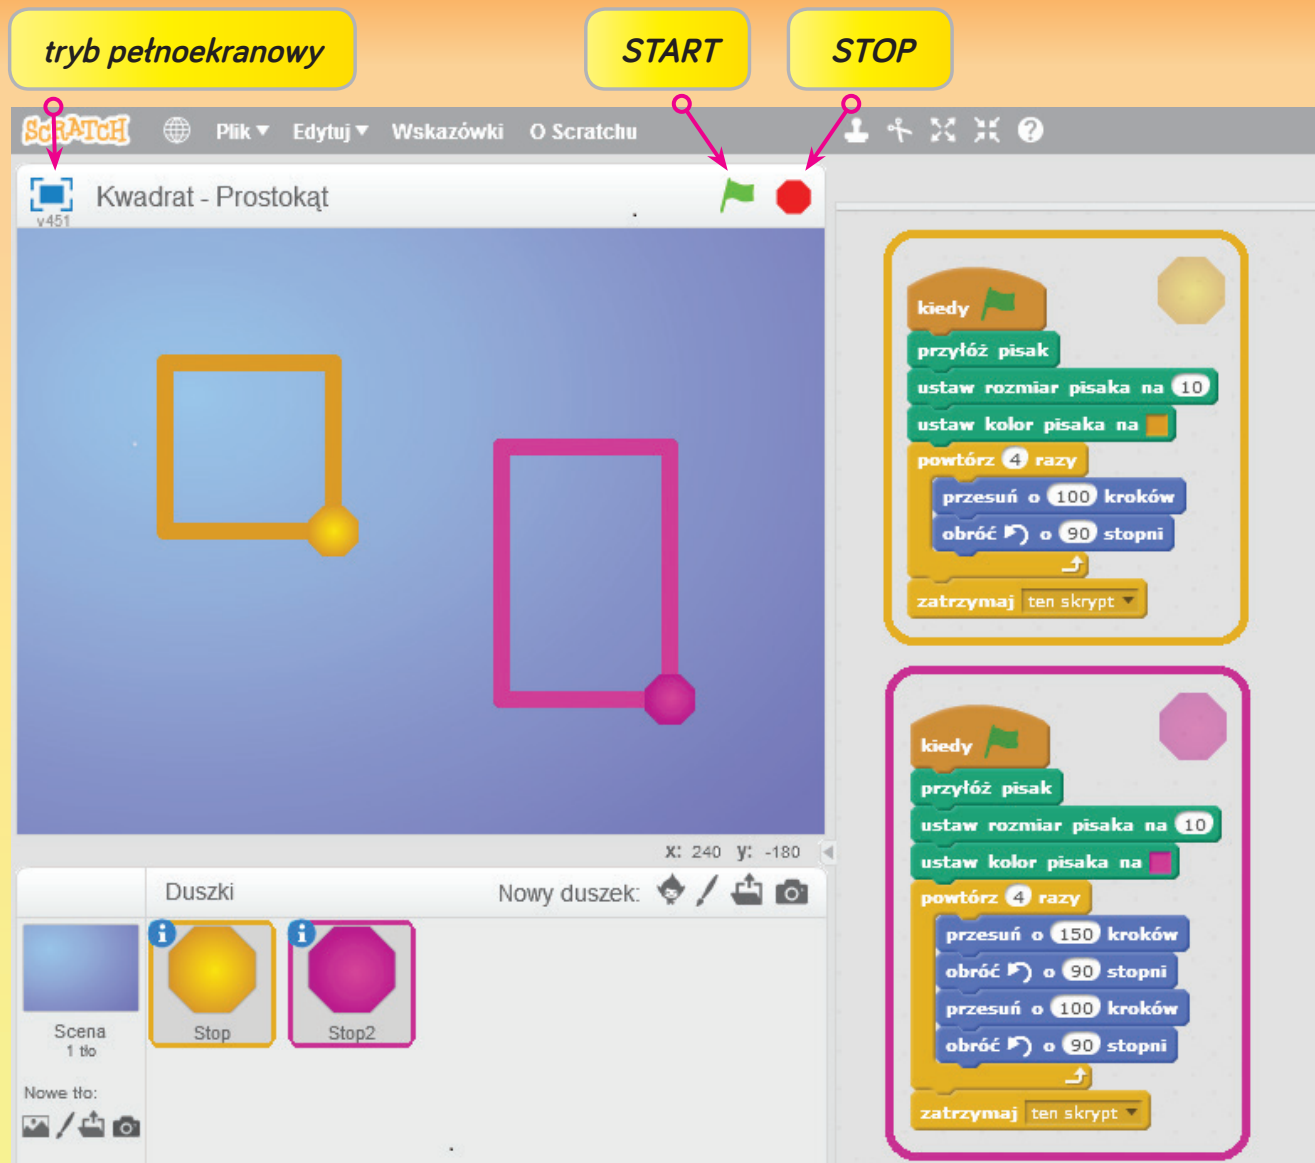 tryb pełnoekranowy
START
STOP
SCRATCH
Plik
Edytuj
Wskazówki
O Scratchu
v451
Kwadrat - Prostokąt
kiedy
przyłóż pisak
ustaw rozmiar pisaka na 10
ustaw kolor pisaka na
powtórz 4 razy
przesuń o 100 kroków
obróć o 90 stopni
zatrzymaj ten skrypt
kiedy
przyłóż pisak
ustaw rozmiar pisaka na 10
ustaw kolor pisaka na
powtórz 4 razy
przesuń o 150 kroków
obróć o 90 stopni
przesuń o 100 kroków
obróć o 90 stopni
zatrzymaj ten skrypt
x: 240 y: -180
Duszki
Nowy duszek:
Scena
1 tło
Stop
Stop2
Nowe tło: